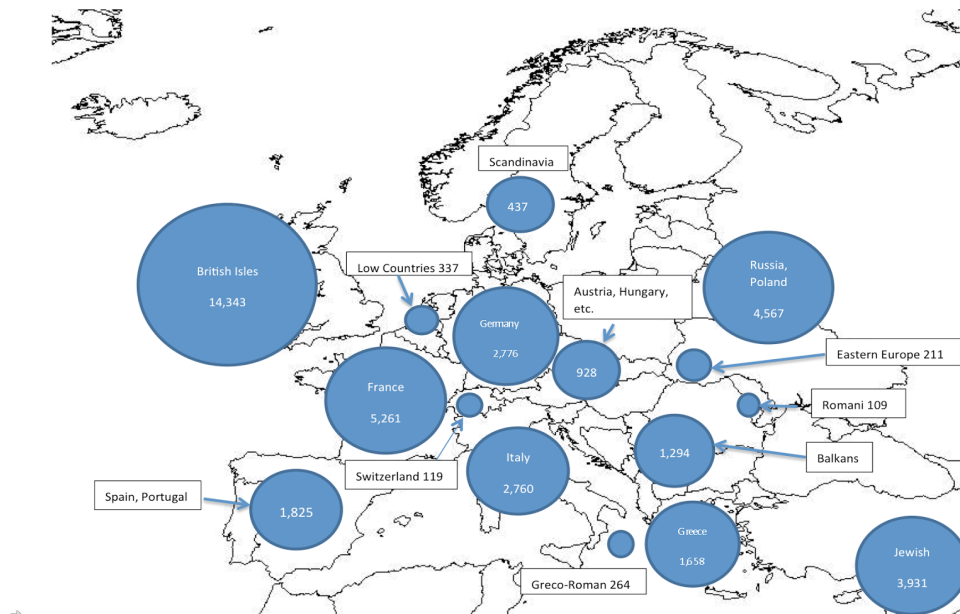 Scandinavia
437
British Isles
14,343
Low Countries 337
Russia,
Poland
4,567
Austria, Hungary,
etc.
Germany
2,776
Eastern Europe 211
928
France
5,261
Romani 109
Switzerland 119
Italy
2,760
1,294
Balkans
Spain, Portugal
1,825
Greece
1,658
Greco-Roman 264
Jewish
3,931